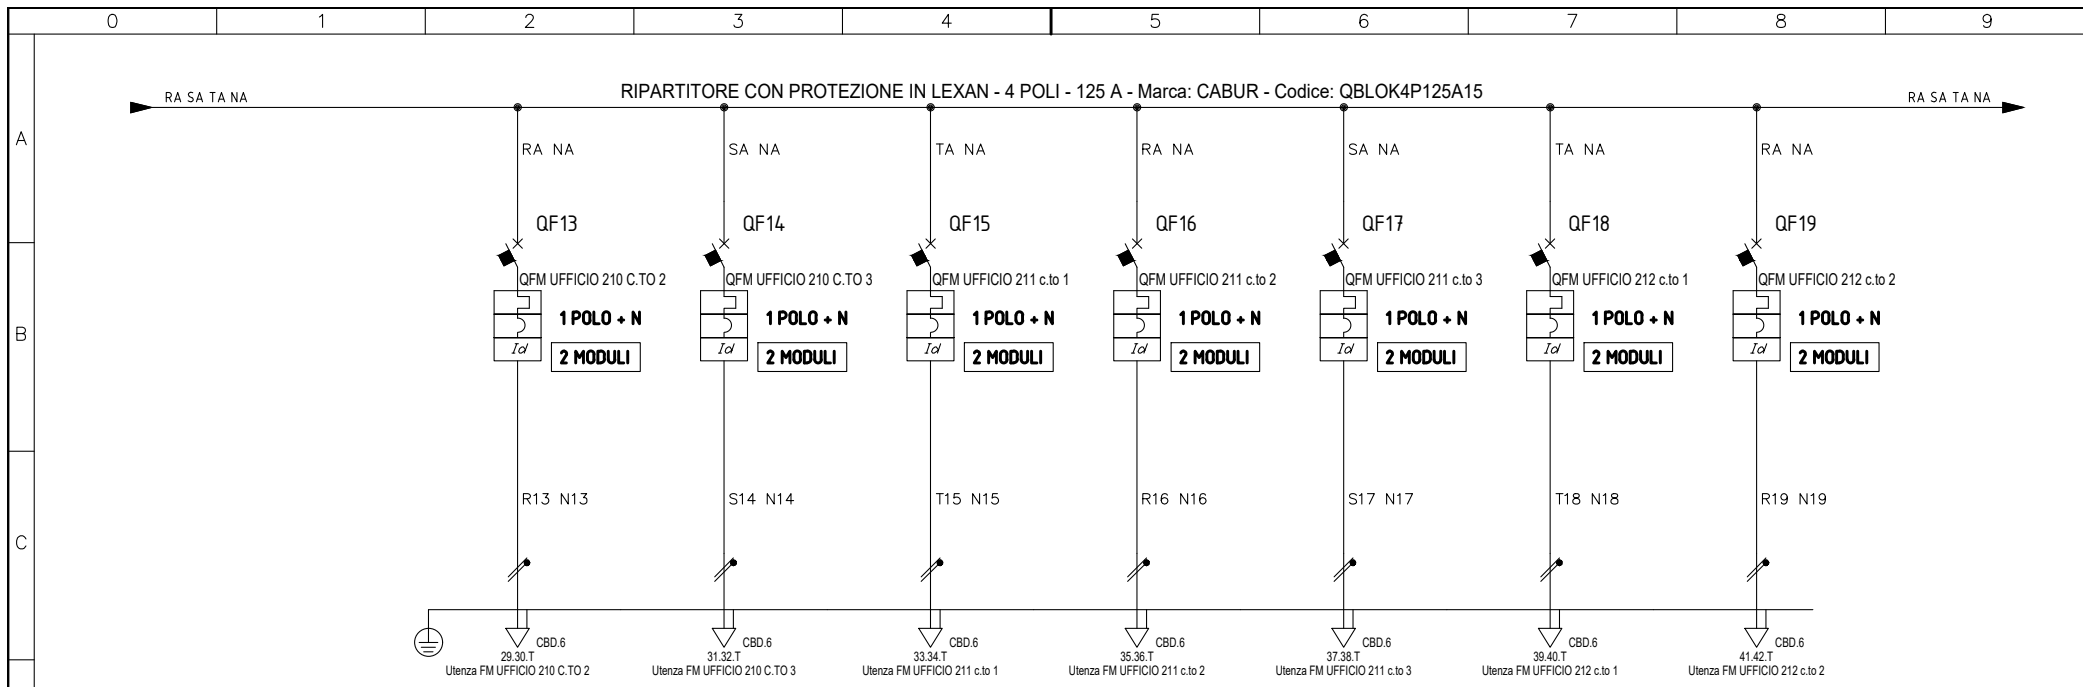 0 1 2 3 4 5 6 7 8 9
RIPARTITORE CON PROTEZIONE IN LEXAN - 4 POLI - 125 A - Marca: CABUR - Codice: QBLOK4P125A15
RA SA TA NA RA SA TA NA
A
RA NA SA NA TA NA RA NA SA NA TA NA RA NA
QF13 QF14 QF15 QF16 QF17 QF18 QF19
QFM UFFICIO 210 C.TO 2 QFM UFFICIO 210 C.TO 3 QFM UFFICIO 211 c.to 1 QFM UFFICIO 211 c.to 2 QFM UFFICIO 211 c.to 3 QFM UFFICIO 212 c.to 1 QFM UFFICIO 212 c.to 2
1 POLO + N 1 POLO + N 1 POLO + N 1 POLO + N 1 POLO + N 1 POLO + N 1 POLO + N
B
Id Id Id Id Id Id Id
2 MODULI 2 MODULI 2 MODULI 2 MODULI 2 MODULI 2 MODULI 2 MODULI
R13 N13 S14 N14 T15 N15 R16 N16 S17 N17 T18 N18 R19 N19
C
CBD.6 CBD.6 CBD.6 CBD.6 CBD.6 CBD.6 CBD.6
29.30.T 31.32.T 33.34.T 35.36.T 37.38.T 39.40.T 41.42.T
Utenza FM UFFICIO 210 C.TO 2 Utenza FM UFFICIO 210 C.TO 3 Utenza FM UFFICIO 211 c.to 1 Utenza FM UFFICIO 211 c.to 2 Utenza FM UFFICIO 211 c.to 3 Utenza FM UFFICIO 212 c.to 1 Utenza FM UFFICIO 212 c.to 2